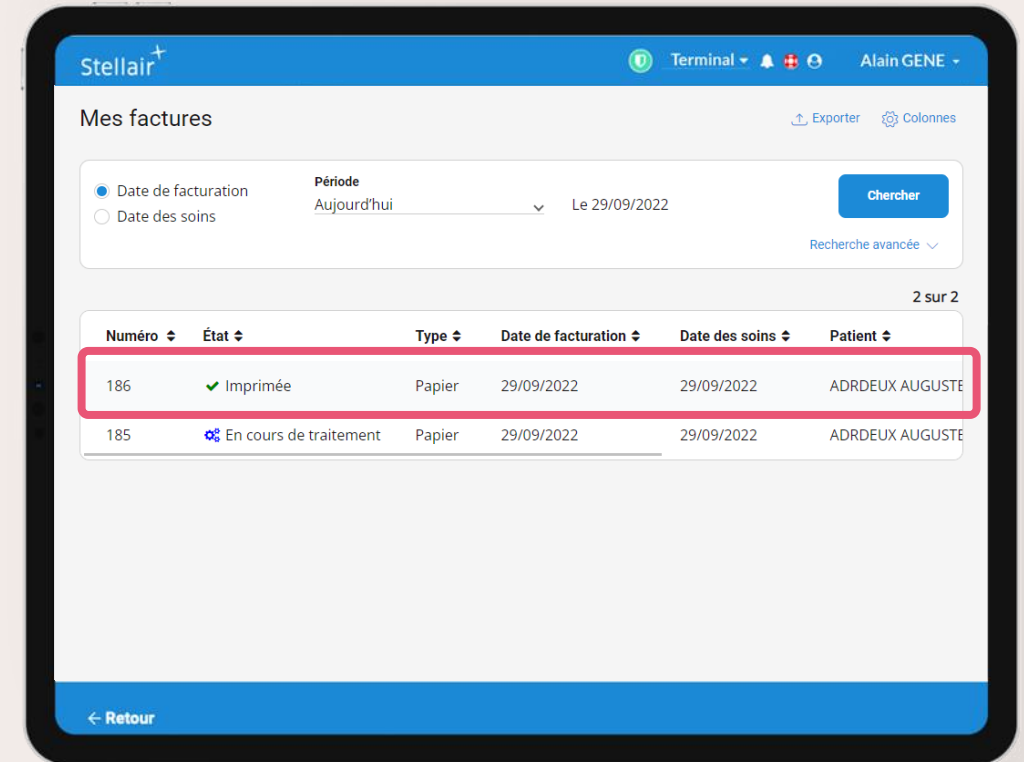 Stellair
Terminal
Alain GENE
Mes factures
Exporter
Colonnes
Date de facturation
Date des soins
Période
Aujourd'hui
Le 29/09/2022
Chercher
Recherche avancée
2 sur 2
Numéro État Type Date de facturation Date des soins Patient
186 Imprimée Papier 29/09/2022 29/09/2022 ADRDEUX AUGUSTE
185 En cours de traitement Papier 29/09/2022 29/09/2022 ADRDEUX AUGUSTE
Retour